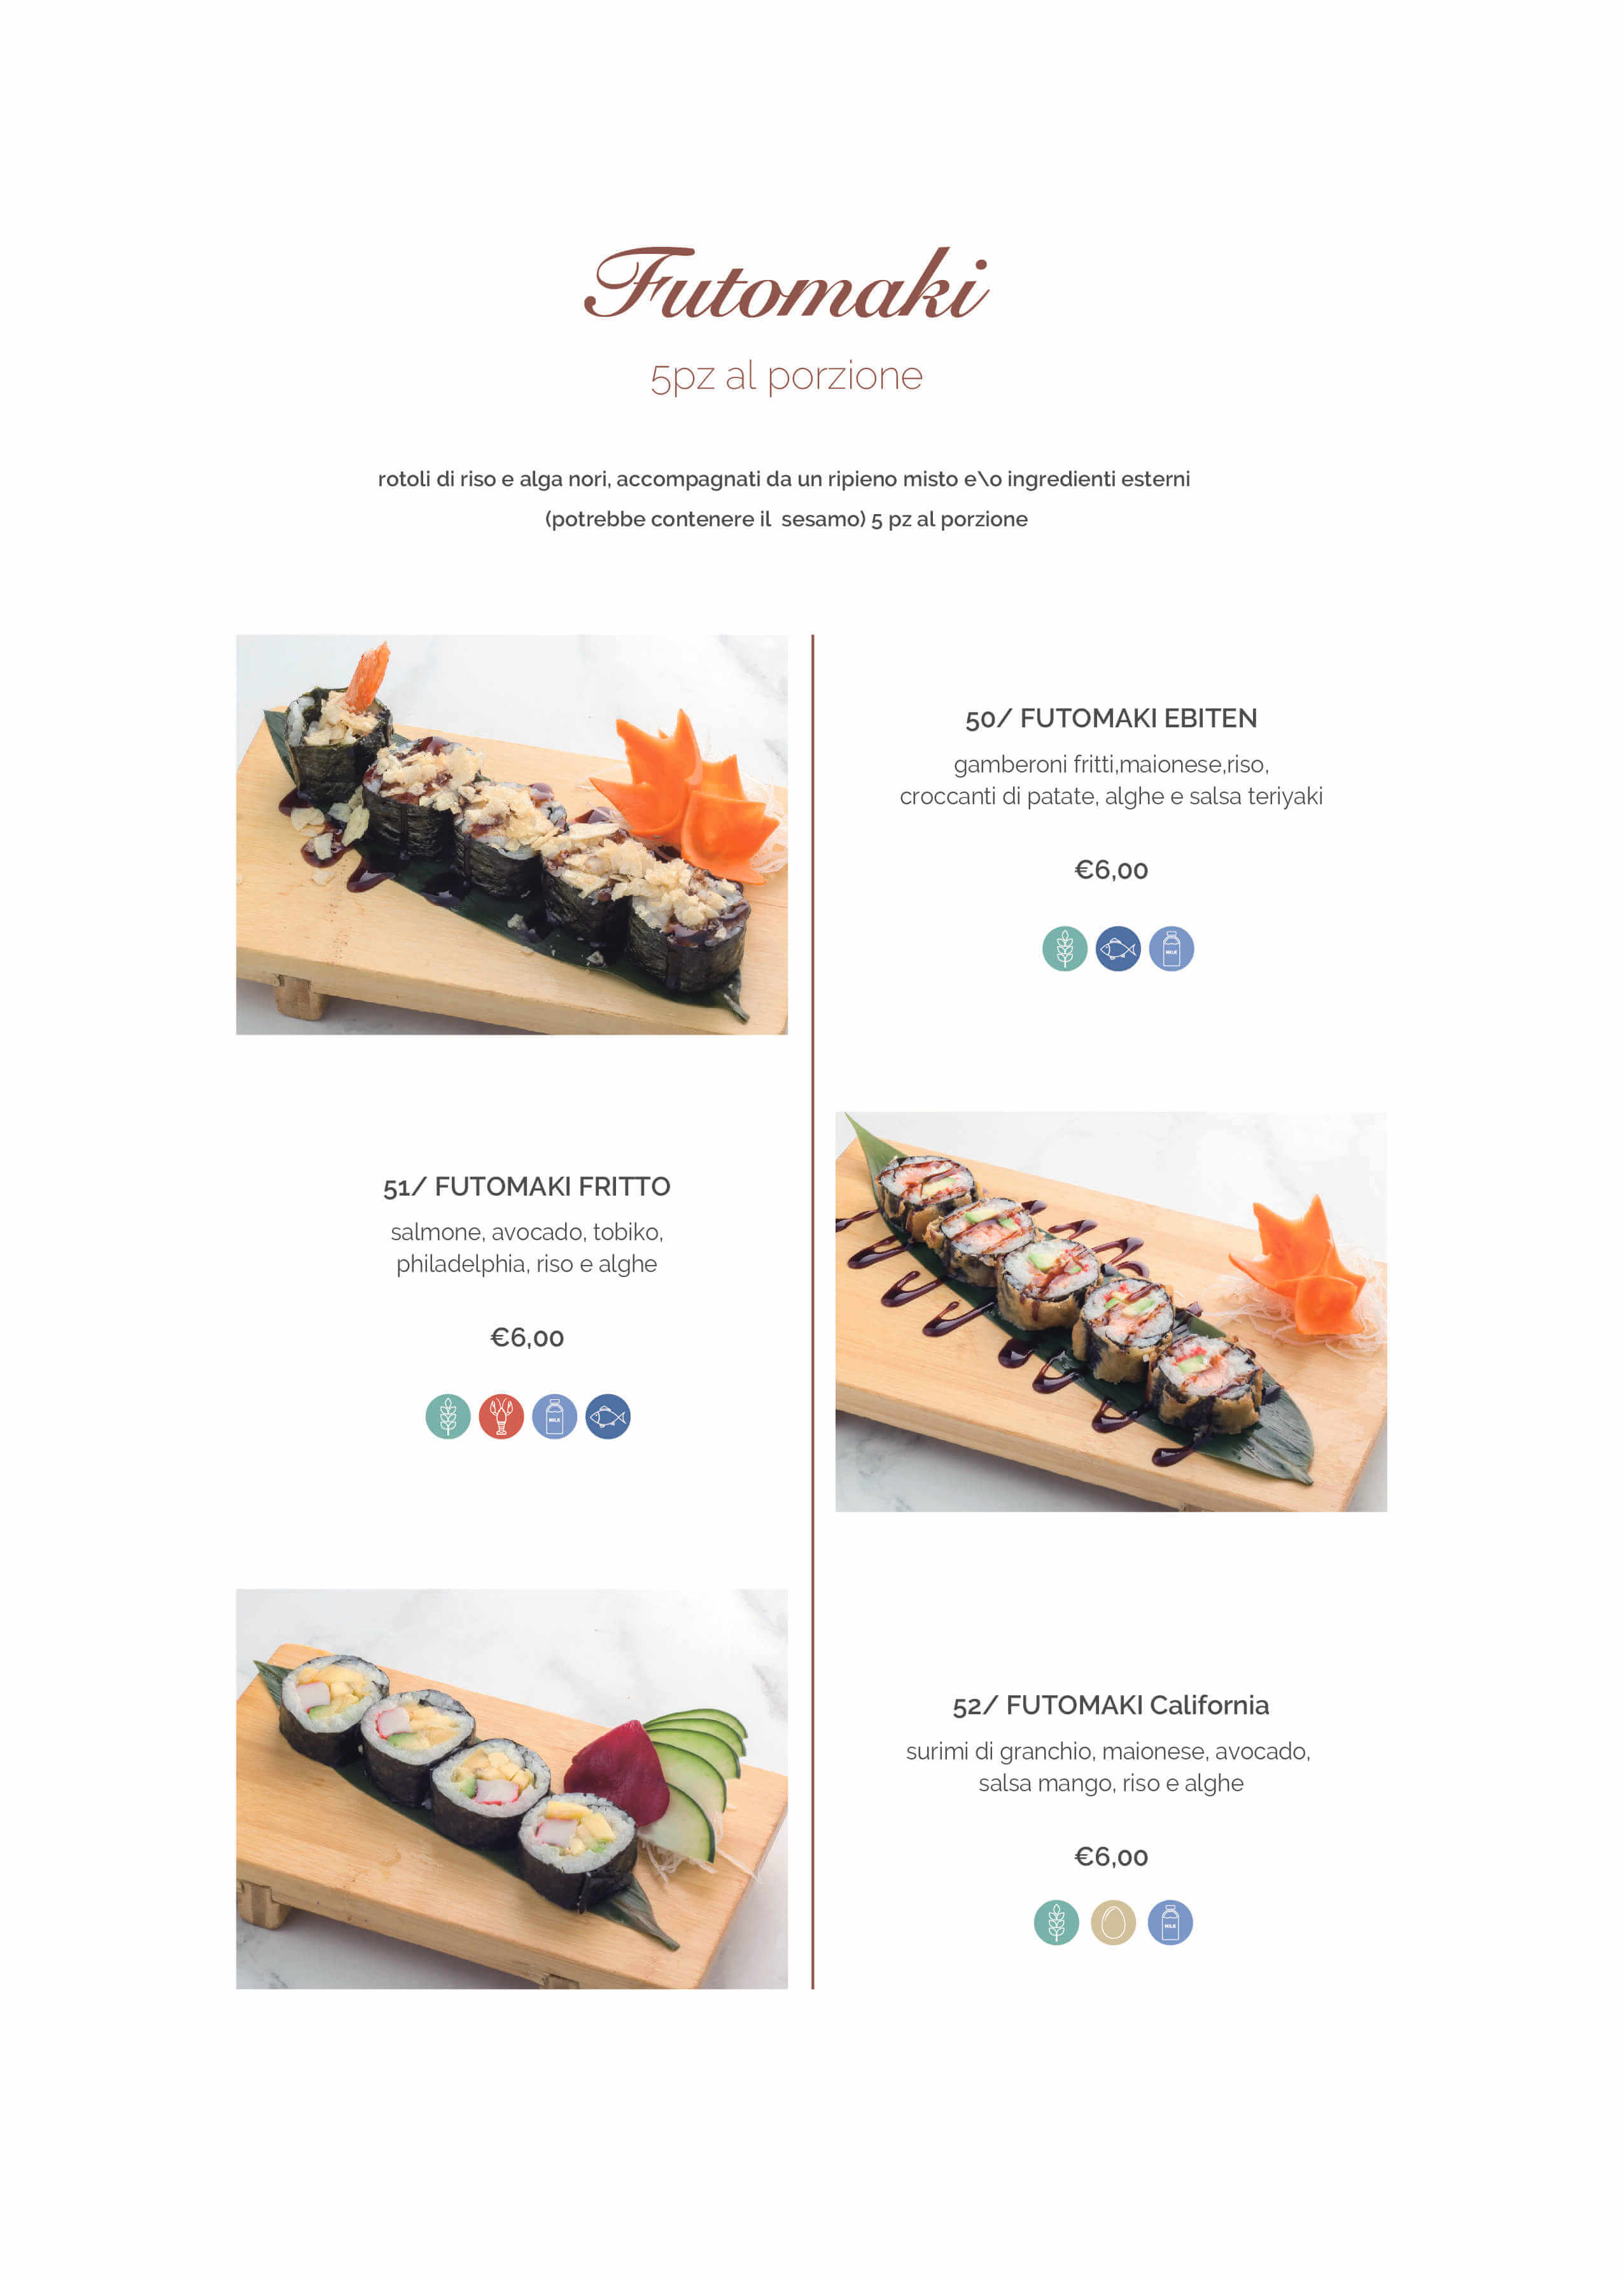 Futomaki
5pz al porzione
rotoli di riso e alga nori, accompagnati da un ripieno misto e\o ingredienti esterni
(potrebbe contenere il  sesamo) 5 pz al porzione
50/ FUTOMAKI EBITEN
gamberoni fritti,maionese,riso,
croccanti di patate, alghe e salsa teriyaki
€6,00
MILK
51/ FUTOMAKI FRITTO
salmone, avocado, tobiko,
philadelphia, riso e alghe
€6,00
MILK
52/ FUTOMAKI California
surimi di granchio, maionese, avocado,
salsa mango, riso e alghe
€6,00
MILK